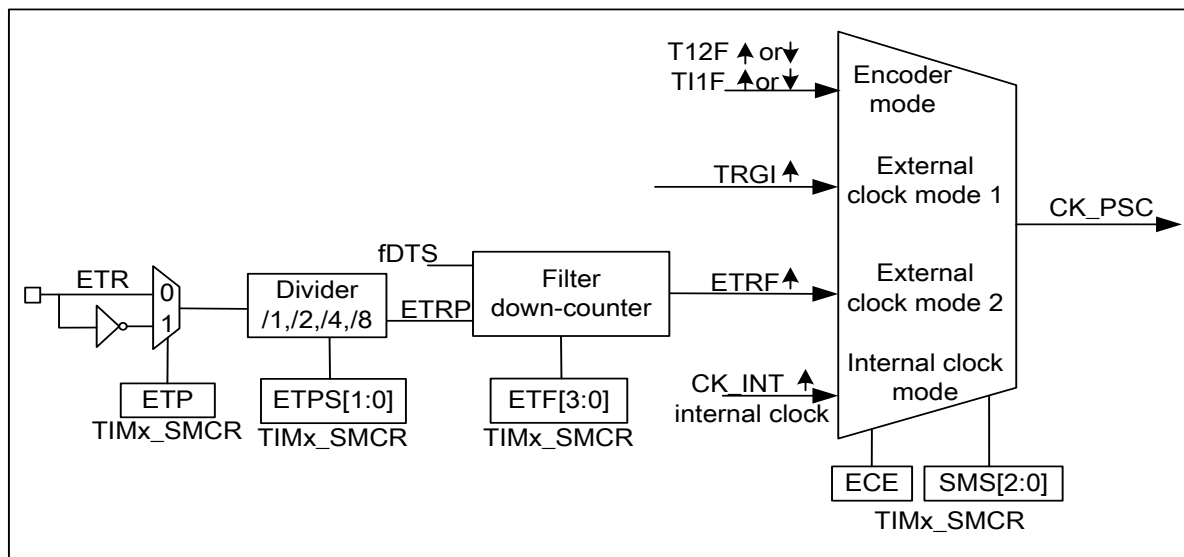 T12F or
TI1F or
Encoder
mode
TRGI
External
clock mode 1
CK_PSC
fDTS
ETR
0
1
Divider
/1,/2,/4,/8
ETRP
Filter
down-counter
ETRF
External
clock mode 2
CK_INT
internal clock
Internal clock
mode
ETP
TIMx_SMCR
ETPS[1:0]
TIMx_SMCR
ETF[3:0]
TIMx_SMCR
ECE
SMS[2:0]
TIMx_SMCR